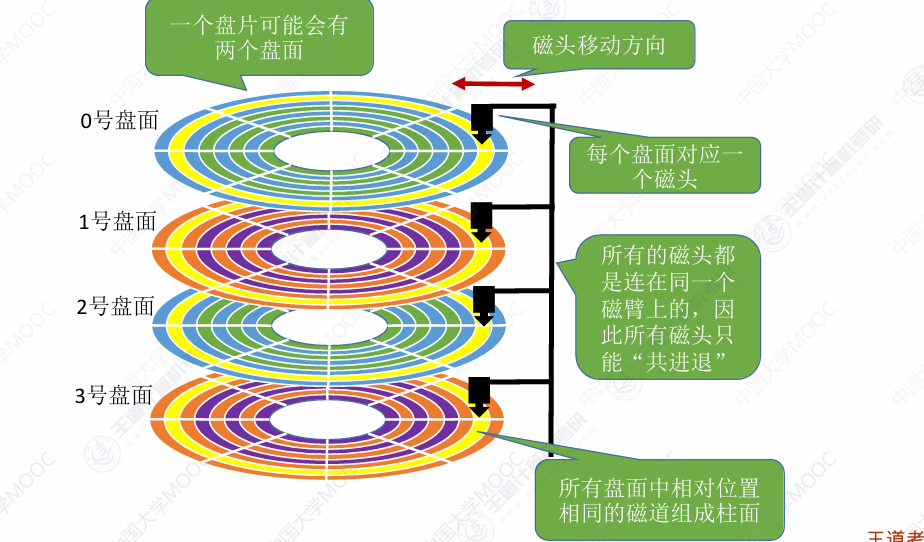 一个盘片可能会有
两个盘面
磁头移动方向
0号盘面
每个盘面对应一
个磁头
1号盘面
所有的磁头都
是连在同一个
磁臂上的，因
此所有磁头只
能“共进退”
2号盘面
3号盘面
所有盘面中相对位置
相同的磁道组成柱面
王道考
中国大学MOOC
王道计算机考研